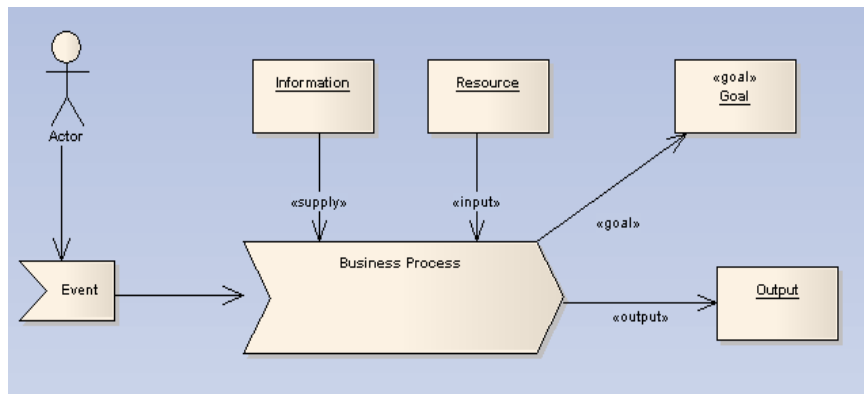 «goal»
Information
Resource
Goal
Actor
«supply»
«input»
«goal»
Business Process
Event
Output
«output»